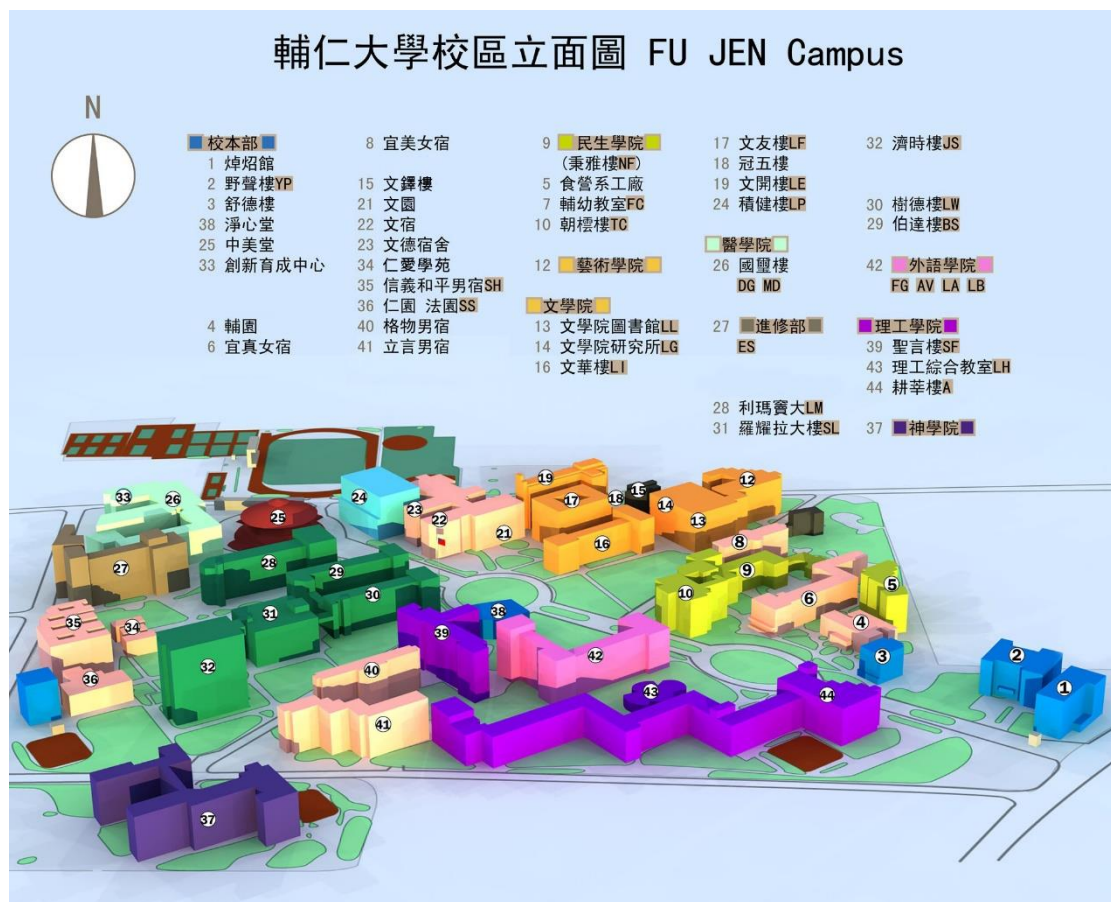 輔仁大學校區立面圖 FU JEN Campus
N
校本部
1 焯炤館
2 野聲樓YP
3 舒德樓
38 淨心堂
25 中美堂
33 創新育成中心
4 輔園
6 宜真女宿
8 宜美女宿
15 文鐸樓
21 文園
22 文宿
23 文德宿舍
34 仁愛學苑
35 信義和平男宿SH
36 仁園 法園SS
40 格物男宿
41 立言男宿
9 民生學院
(秉雅樓NF)
5 食營系工廠
7 輔幼教室FC
10 朝橒樓TC
12 藝術學院
文學院
13 文學院圖書館LL
14 文學院研究所LG
16 文華樓LI
17 文友樓LF
18 冠五樓
19 文開樓LE
24 積健樓LP
醫學院
26 國璽樓
DG MD
27 進修部
ES
28 利瑪竇大LM
31 羅耀拉大樓SL
32 濟時樓JS
30 樹德樓LW
29 伯達樓BS
42 外語學院
FG AV LA LB
理工學院
39 聖言樓SF
43 理工綜合教室LH
44 耕莘樓A
37 神學院
19
12
33
26
24
17
18
15
14
23
22
25
21
13
16
8
28
27
29
9
5
10
30
6
31
38
35
34
39
4
32
42
3
2
36
40
43
44
1
41
37